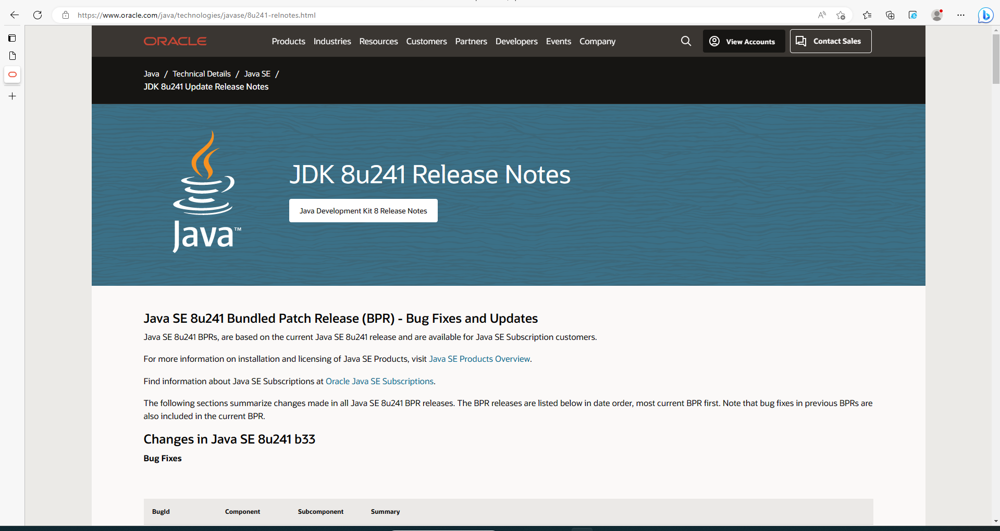 https://www.oracle.com/java/technologies/javase/8u241-relnotes.html
ORACLE
Products Industries Resources Customers Partners Developers Events Company
View Accounts
Contact Sales
Java / Technical Details / Java SE /
JDK 8u241 Update Release Notes
Java™
JDK 8u241 Release Notes
Java Development Kit 8 Release Notes
Java SE 8u241 Bundled Patch Release (BPR) - Bug Fixes and Updates
Java SE 8u241 BPRs, are based on the current Java SE 8u241 release and are available for Java SE Subscription customers.
For more information on installation and licensing of Java SE Products, visit Java SE Products Overview.
Find information about Java SE Subscriptions at Oracle Java SE Subscriptions.
The following sections summarize changes made in all Java SE 8u241 BPR releases. The BPR releases are listed below in date order, most current BPR first. Note that bug fixes in previous BPRs are
also included in the current BPR.
Changes in Java SE 8u241 b33
Bug Fixes
BugId Component Subcomponent Summary